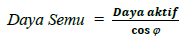 Daya Semu = Daya aktif / cos φ